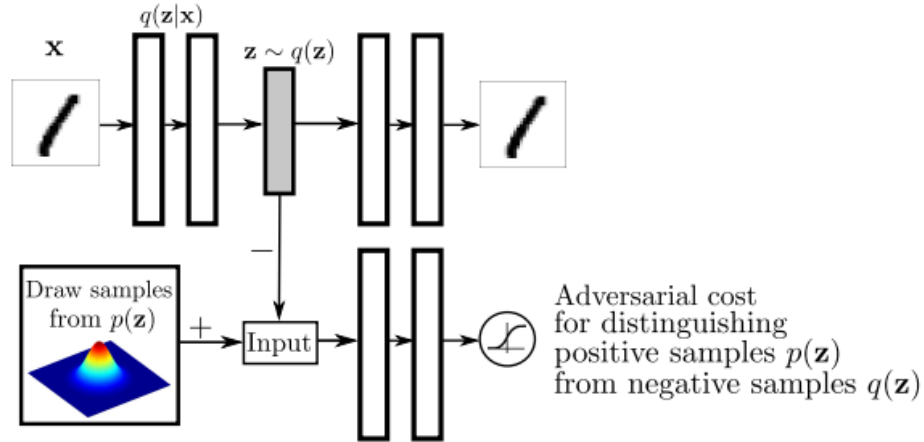 q(z|x)
x
z ∼ q(z)
−
Draw samples
from p(z)
+
Input
Adversarial cost
for distinguishing
positive samples p(z)
from negative samples q(z)